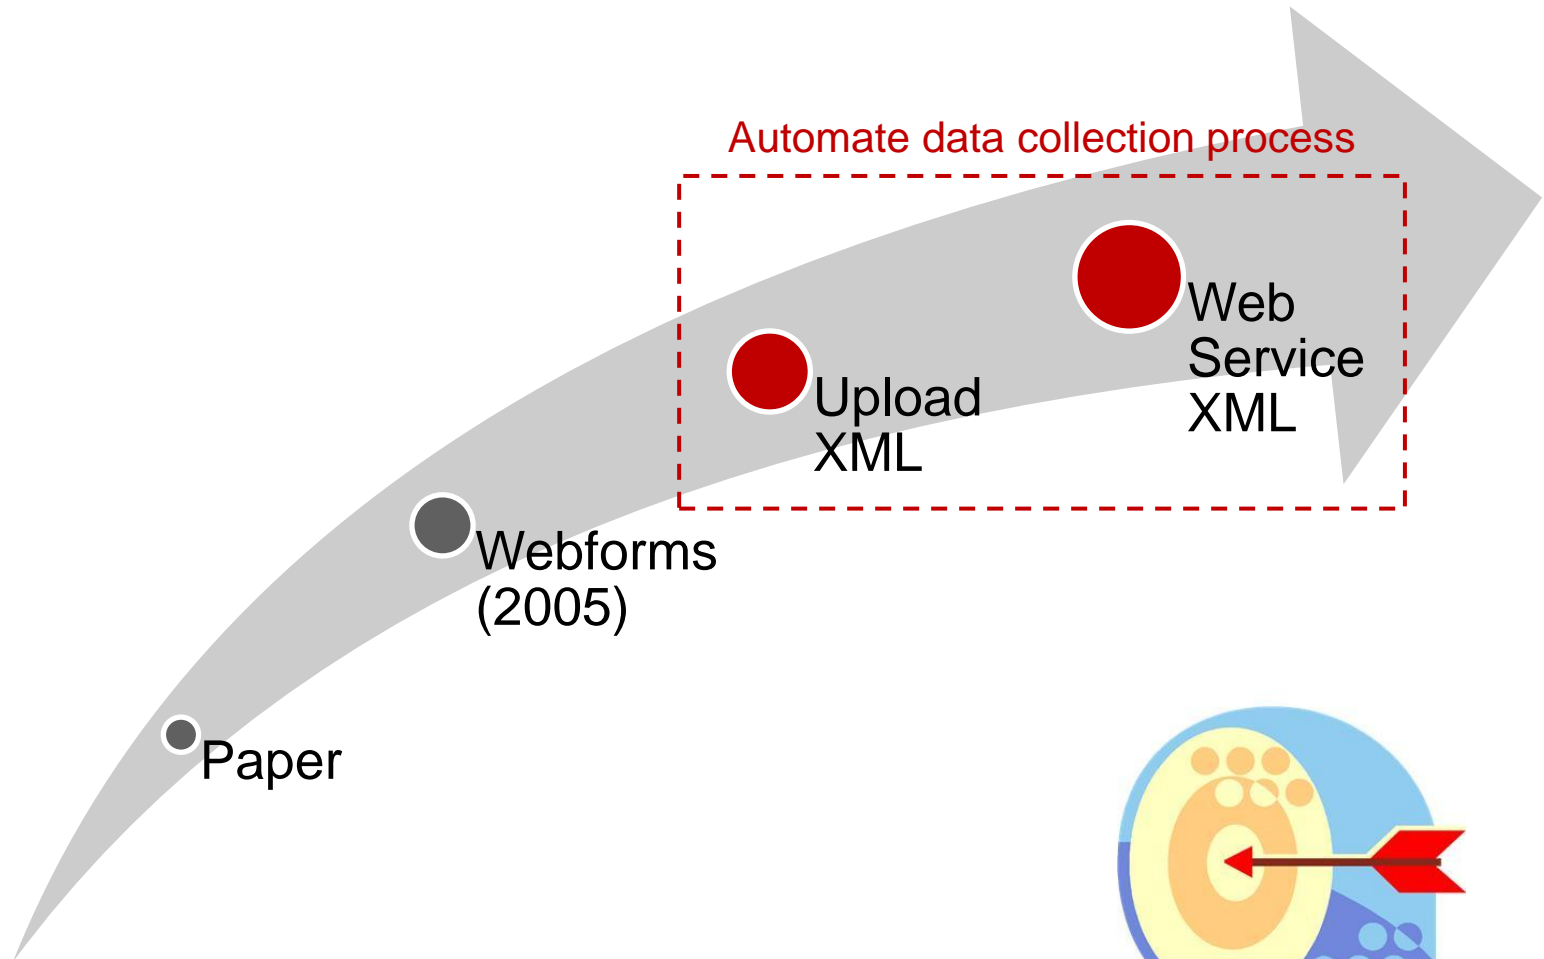 Automate data collection process
Web
Service
XML
Upload
XML
Webforms
(2005)
Paper